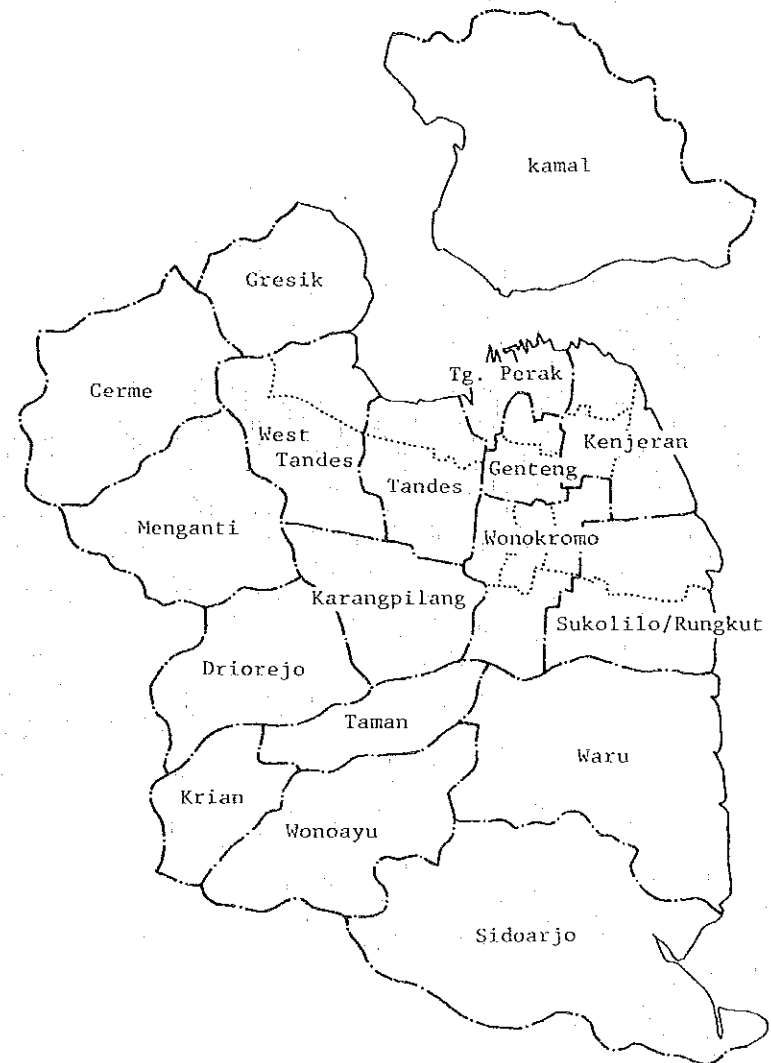 kamal
Gresik
Cerme
Tg. Perak
West
Tandes
Tandes
Genteng
Kenjeran
Menganti
Wonokromo
Karangpilang
Sukolilo/Rungkut
Driorejo
Taman
Waru
Krian
Wonoayu
Sidoarjo